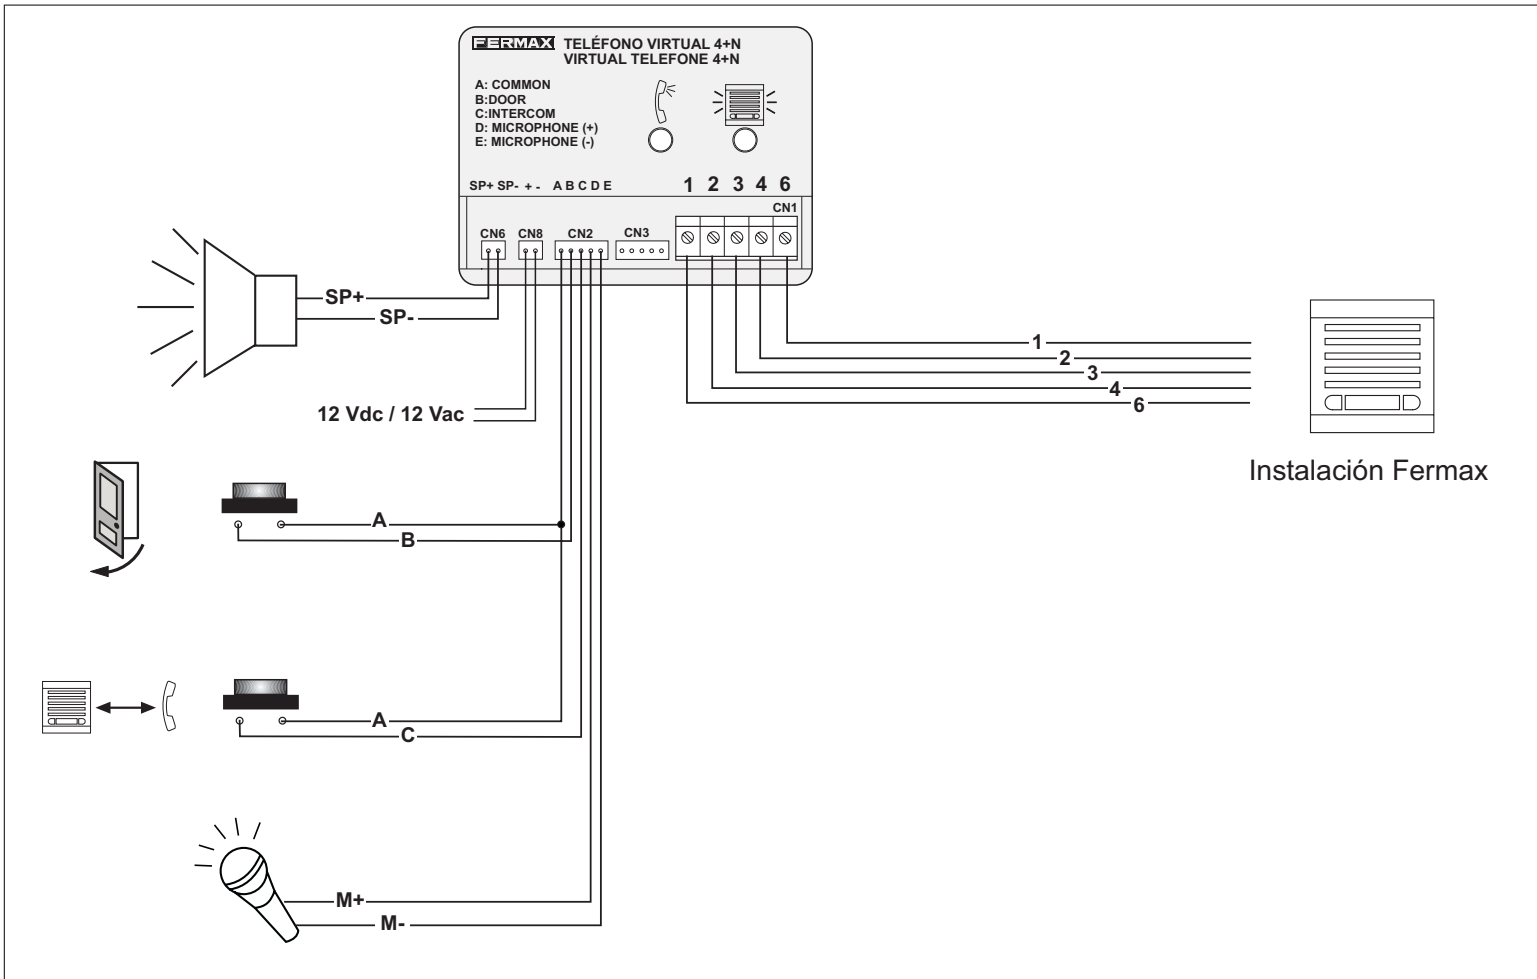 FERMAX TELÉFONO VIRTUAL 4+N
VIRTUAL TELEFONE 4+N
A: COMMON
B:DOOR
C:INTERCOM
D: MICROPHONE (+)
E: MICROPHONE (-)
SP+ SP- + - A B C D E 1 2 3 4 6
CN1
CN6 CN8 CN2 CN3
SP+
SP-
1
2
3
4
6
12 Vdc / 12 Vac
Instalación Fermax
A
B
A
C
M+
M-